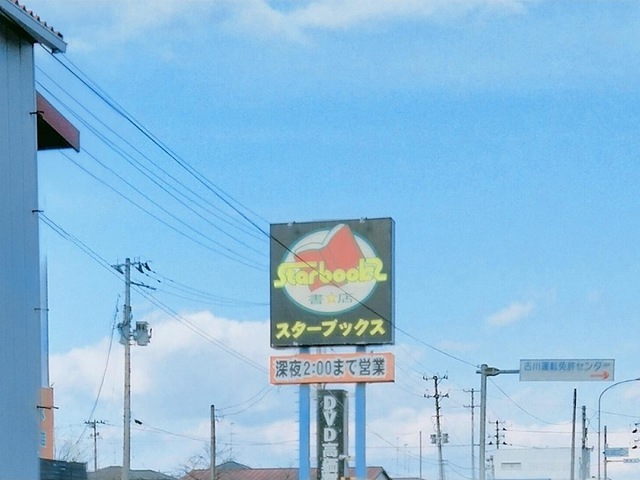 StarbookZ
書☆店
スターブックス
深夜2:00まで営業
DVD
古川運転免許センター